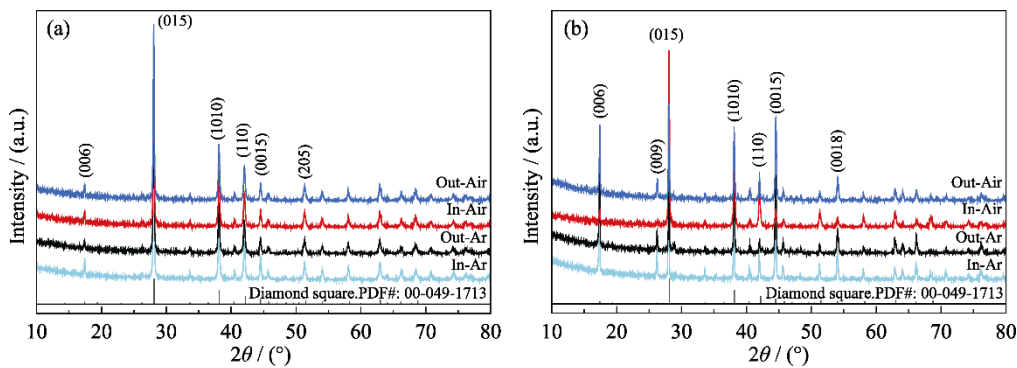 (a)
(015)
(006)
(1010)
(110)
(0015)
(205)
Out-Air
In-Air
Out-Ar
In-Ar
Diamond square.PDF#: 00-049-1713
Intensity / (a.u.)
10 20 30 40 50 60 70 80
2θ / (°)
(b)
(015)
(006)
(009)
(1010)
(110)
(0015)
(0018)
Out-Air
In-Air
Out-Ar
In-Ar
Diamond square.PDF#: 00-049-1713
Intensity / (a.u.)
10 20 30 40 50 60 70 80
2θ / (°)